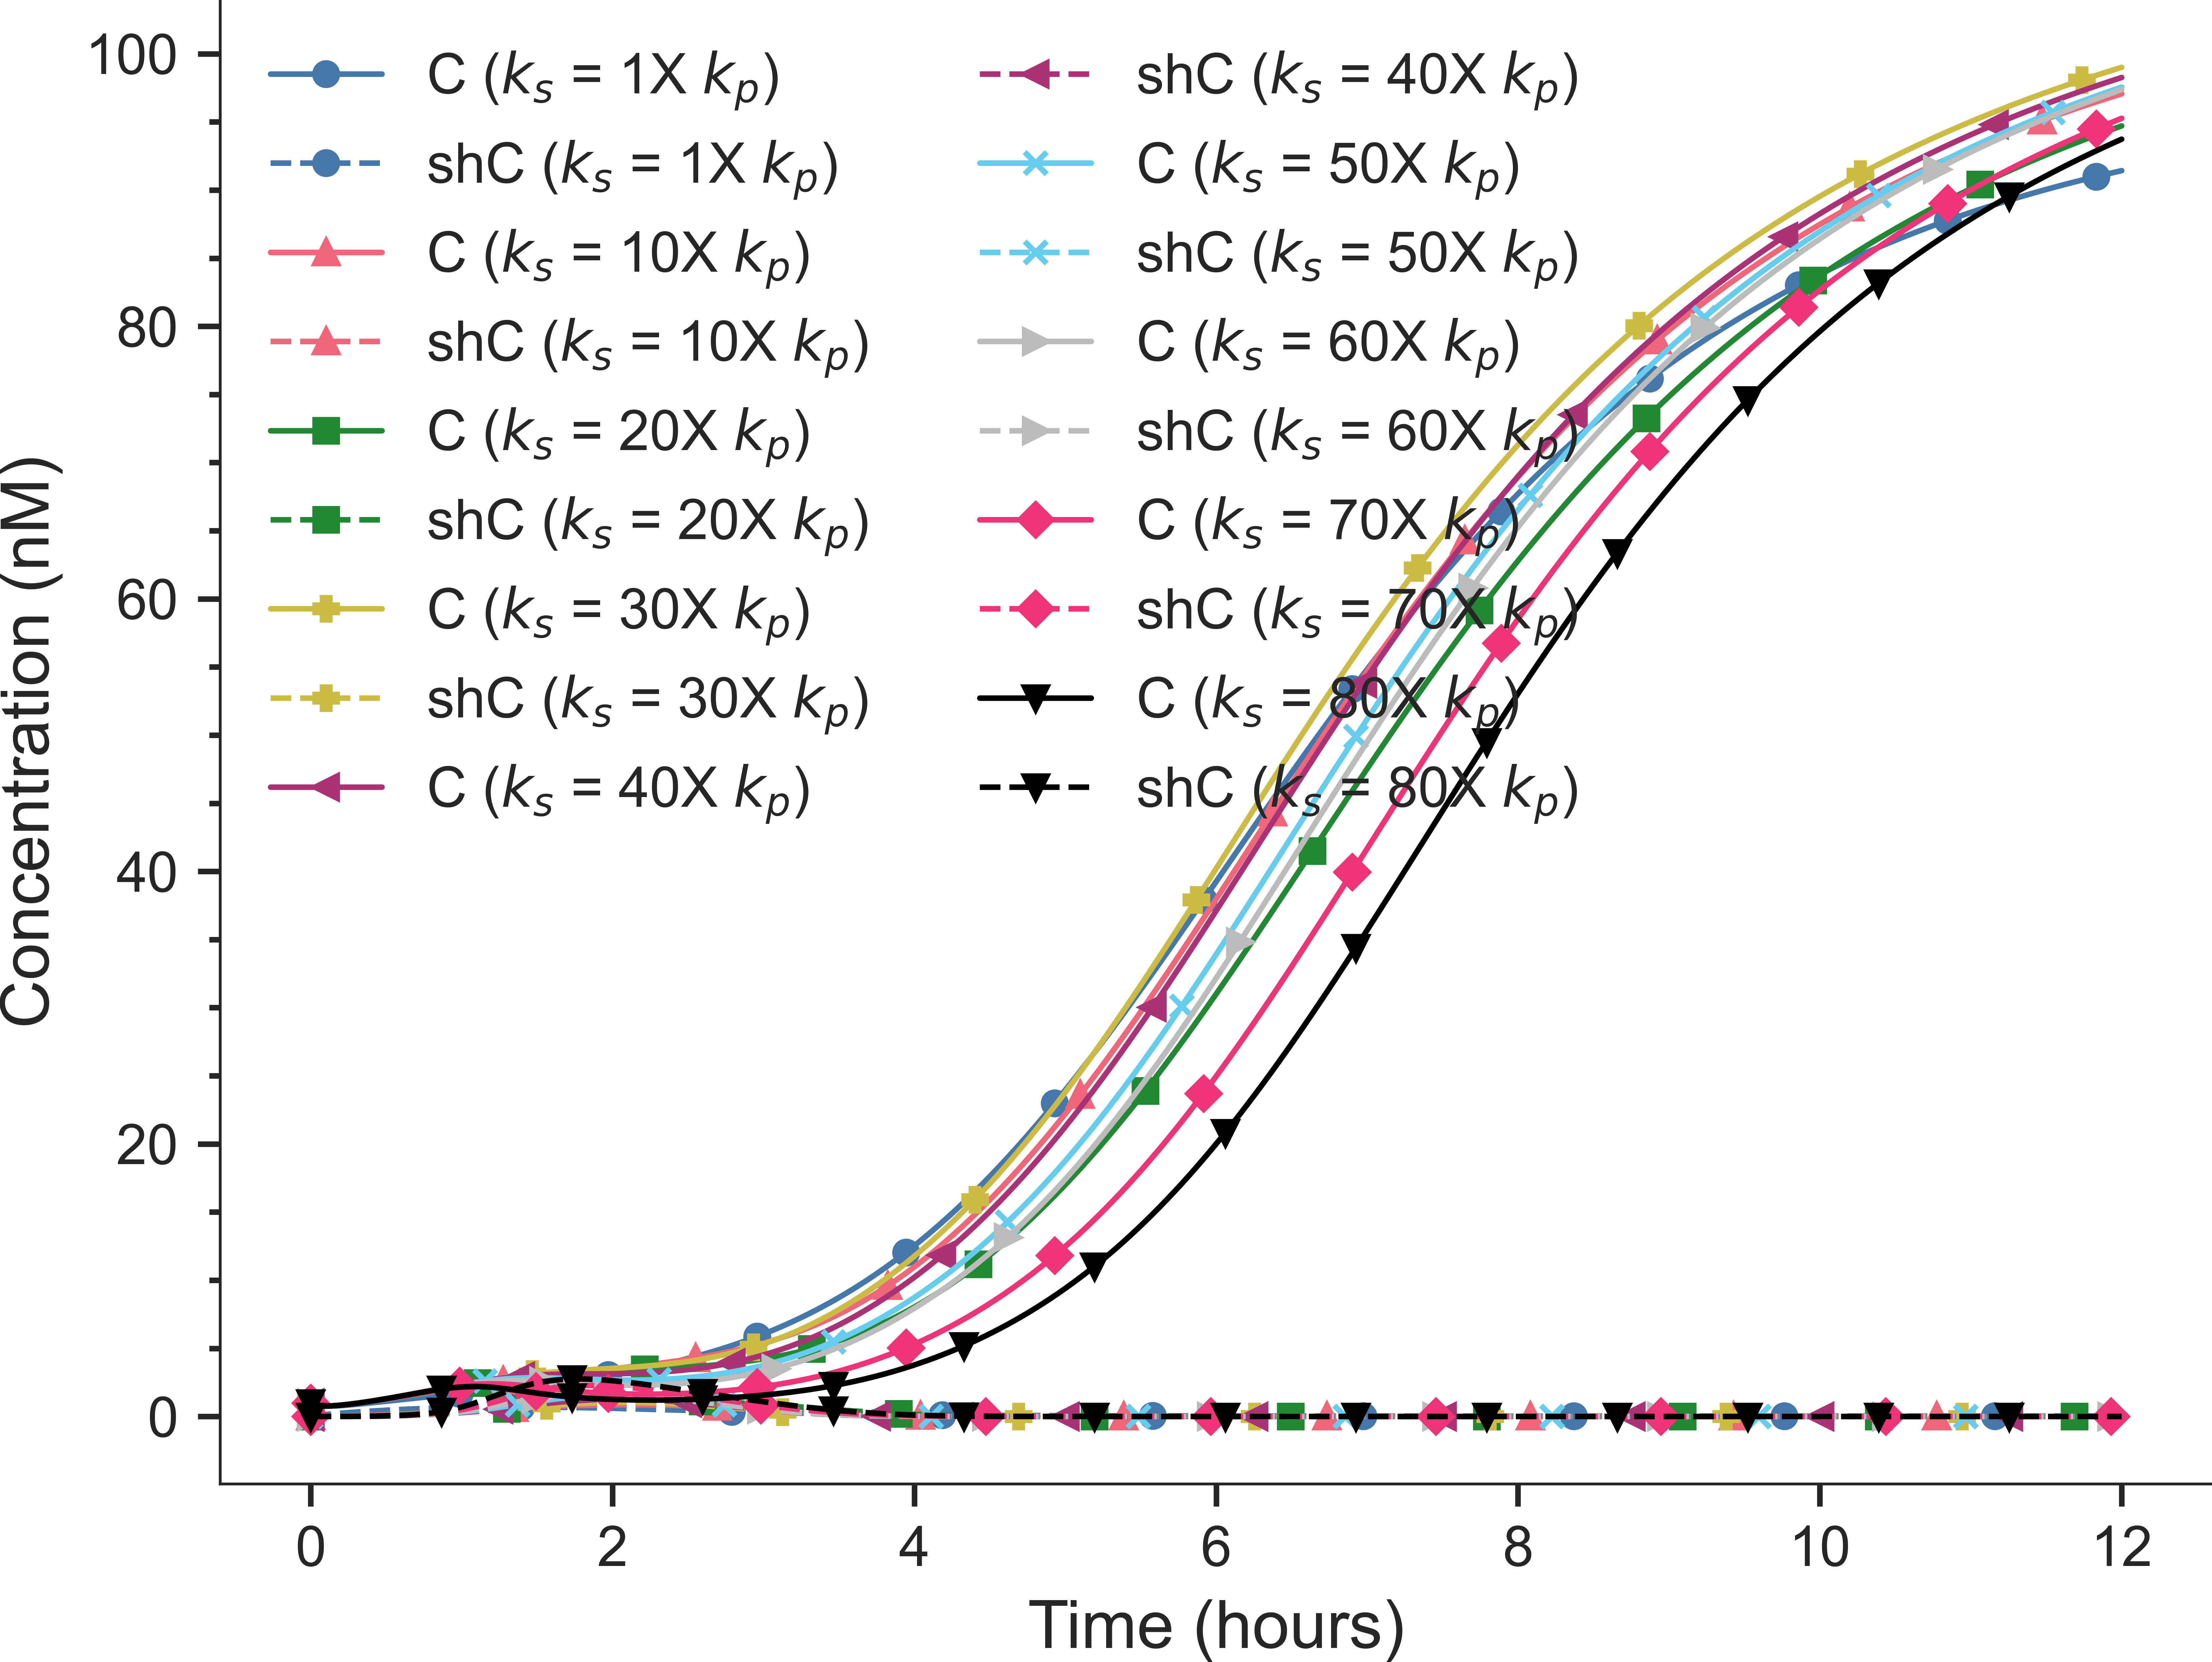 100
80
60
40
20
0
Concentration (nM)
C (ks = 1X kp)
shC (ks = 1X kp)
C (ks = 10X kp)
shC (ks = 10X kp)
C (ks = 20X kp)
shC (ks = 20X kp)
C (ks = 30X kp)
shC (ks = 30X kp)
C (ks = 40X kp)
shC (ks = 40X kp)
C (ks = 50X kp)
shC (ks = 50X kp)
C (ks = 60X kp)
shC (ks = 60X kp)
C (ks = 70X kp)
shC (ks = 70X kp)
C (ks = 80X kp)
shC (ks = 80X kp)
0 2 4 6 8 10 12
Time (hours)